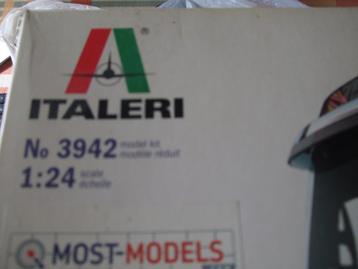 ITALERI
No 3942 model kit
modèle réduit
1:24 scale
échelle
MOST-MODELS